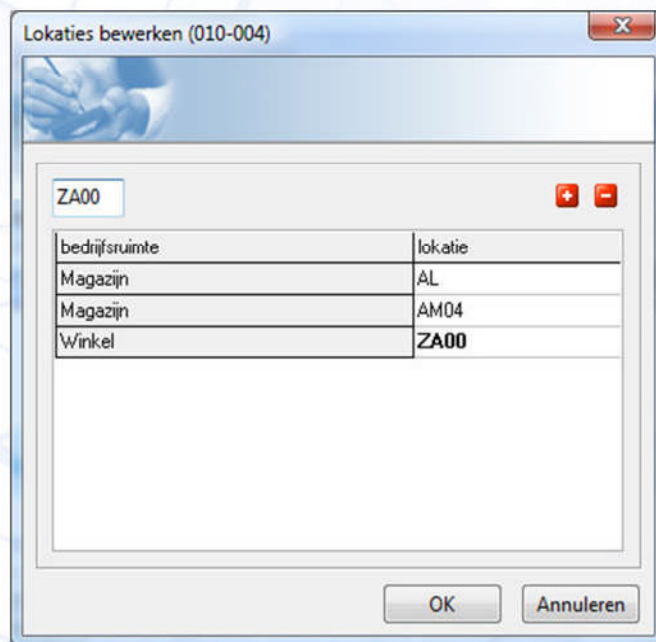 Lokaties bewerken (010-004)
ZA00
bedrijfsruimte lokatie
Magazijn AL
Magazijn AM04
Winkel ZA00
OK Annuleren